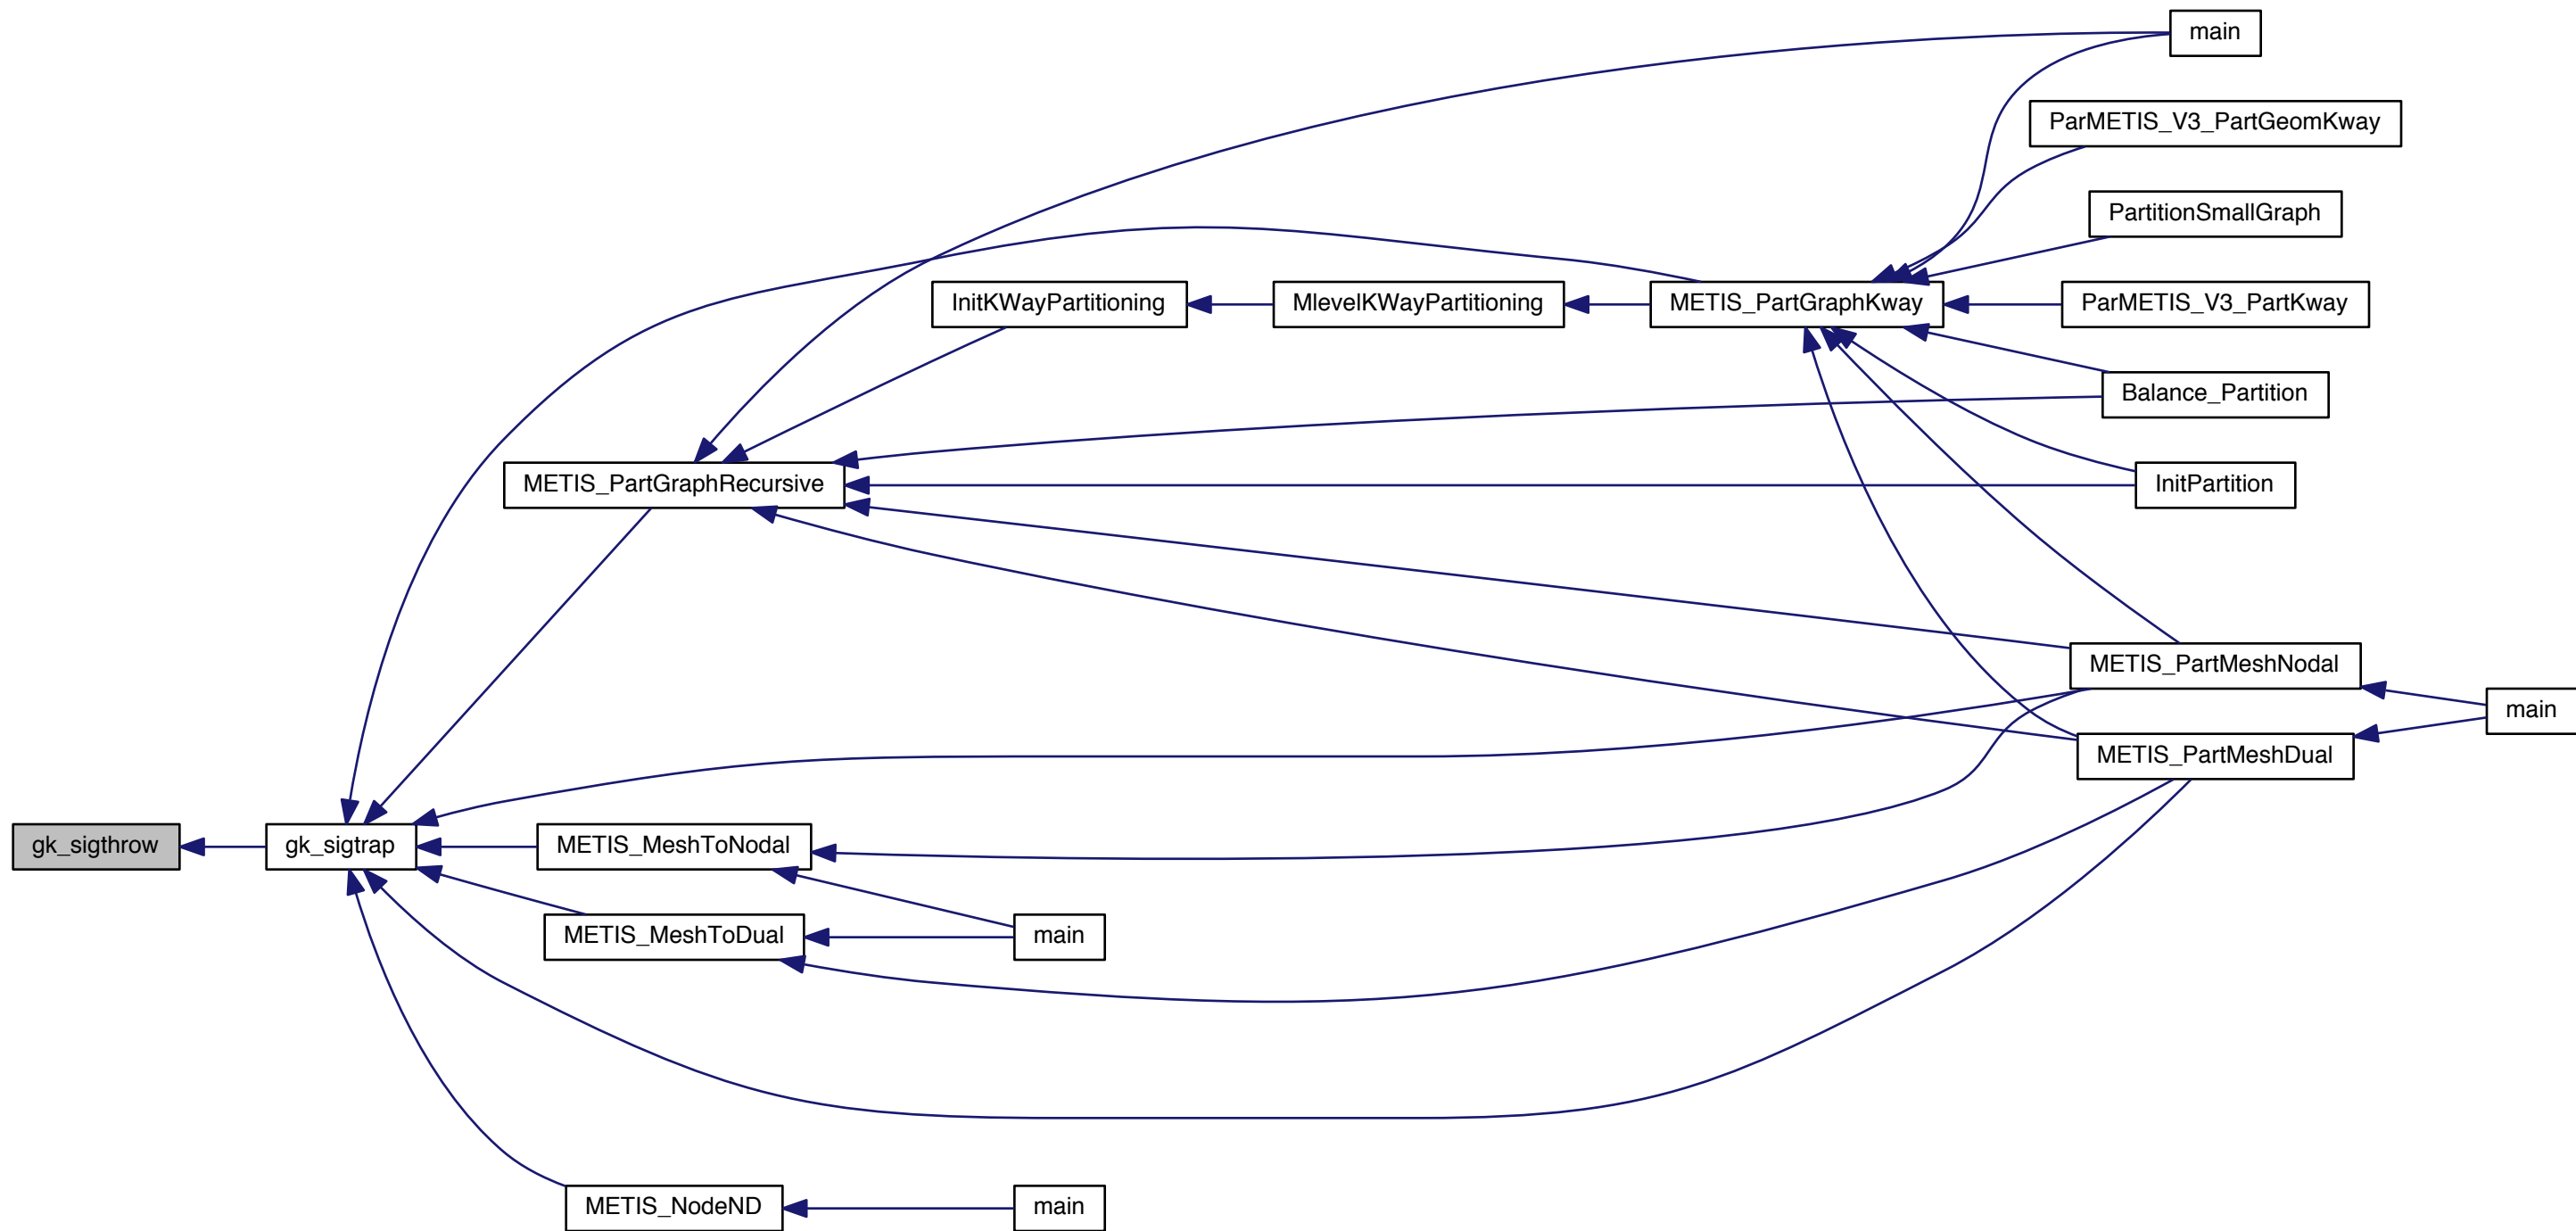 main
ParMETIS_V3_PartGeomKway
PartitionSmallGraph
InitKWayPartitioning
MlevelKWayPartitioning
METIS_PartGraphKway
ParMETIS_V3_PartKway
Balance_Partition
METIS_PartGraphRecursive
InitPartition
METIS_PartMeshNodal
main
METIS_PartMeshDual
gk_sigthrow
gk_sigtrap
METIS_MeshToNodal
METIS_MeshToDual
main
METIS_NodeND
main